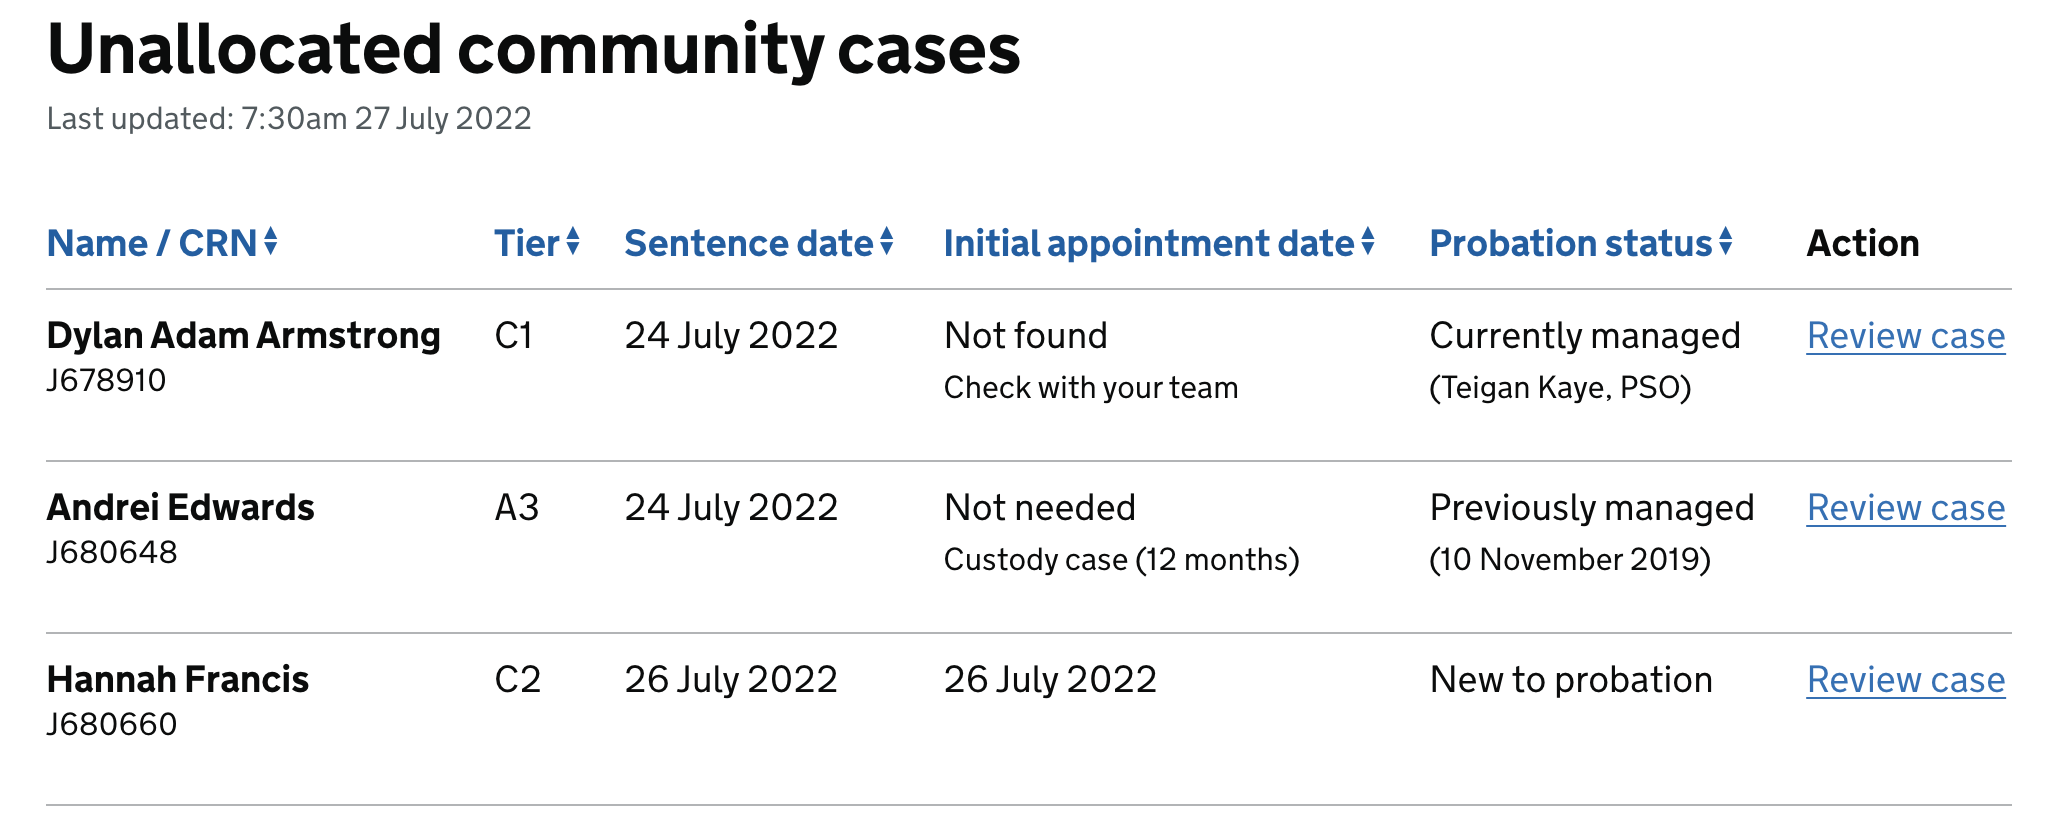 Unallocated community cases
Last updated: 7:30am 27 July 2022
Name / CRN Tier Sentence date Initial appointment date Probation status Action
Dylan Adam Armstrong C1 24 July 2022 Not found Currently managed Review case
J678910 Check with your team (Teigan Kaye, PSO)
Andrei Edwards A3 24 July 2022 Not needed Previously managed Review case
J680648 Custody case (12 months) (10 November 2019)
Hannah Francis C2 26 July 2022 26 July 2022 New to probation Review case
J680660